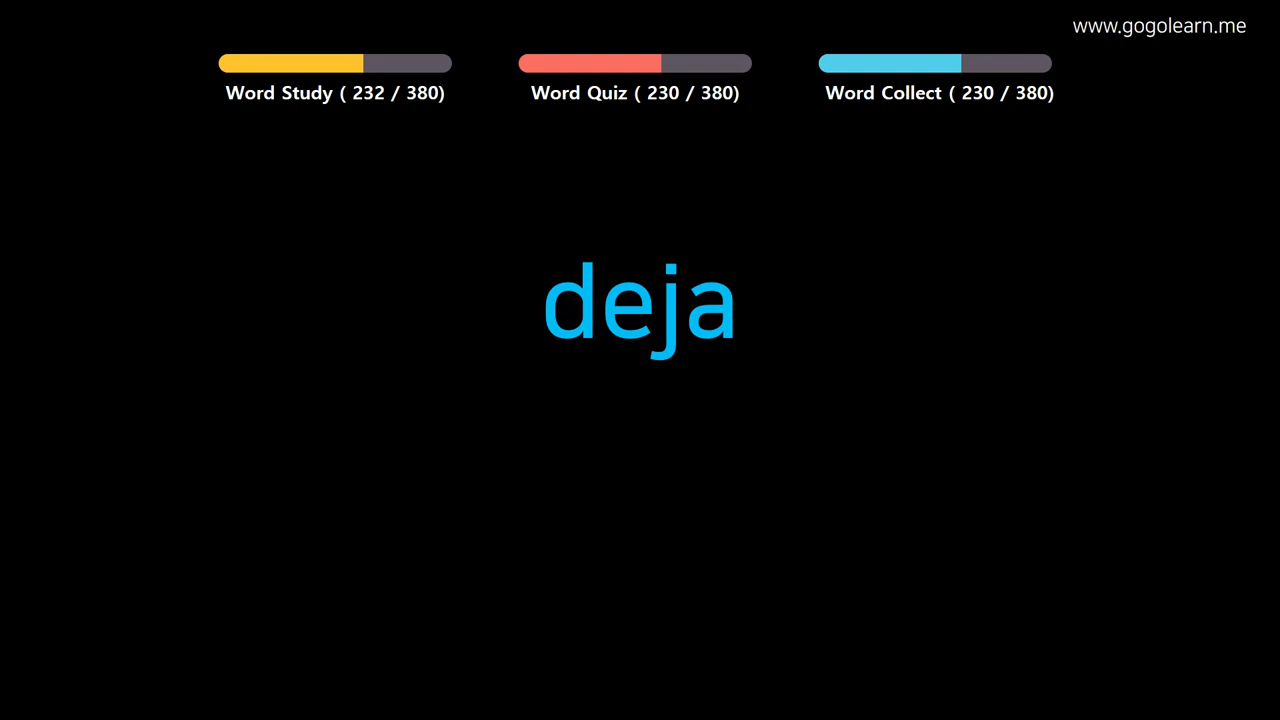 www.gogolearn.me
Word Study ( 232 / 380)
Word Quiz ( 230 / 380)
Word Collect ( 230 / 380)
deja